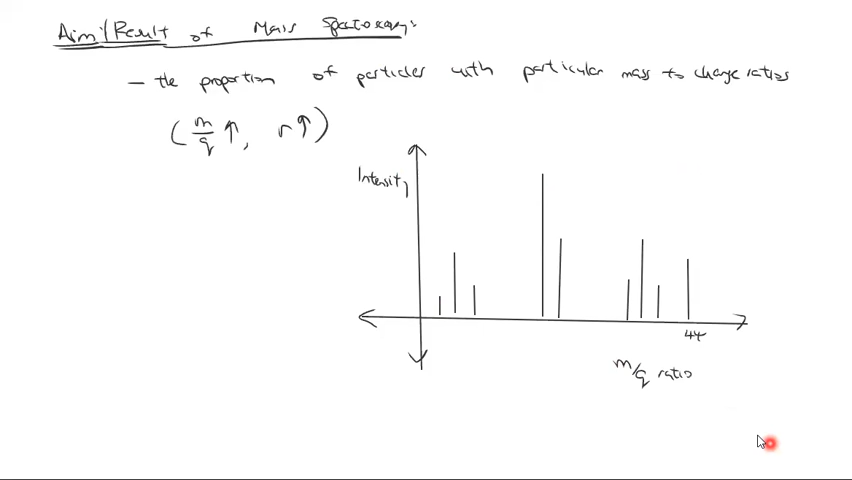 Aim/Result of Mass Spectroscopy:
– the proportion of particles with particular mass to charge ratios
(m/q ↑, r↑)
Intensity
44
m/q ratio